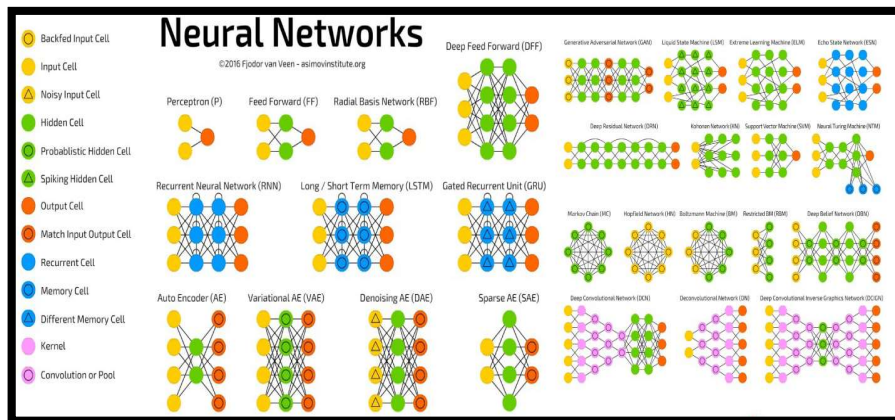 Neural Networks
©2016 Fjodor van Veen - asimovinstitute.org
Backfed Input Cell
Input Cell
Noisy Input Cell
Hidden Cell
Probablistic Hidden Cell
Spiking Hidden Cell
Output Cell
Match Input Output Cell
Recurrent Cell
Memory Cell
Different Memory Cell
Kernel
Convolution or Pool
Perceptron (P)
Feed Forward (FF)
Radial Basis Network (RBF)
Deep Feed Forward (DFF)
Recurrent Neural Network (RNN)
Long / Short Term Memory (LSTM)
Gated Recurrent Unit (GRU)
Auto Encoder (AE)
Variational AE (VAE)
Denoising AE (DAE)
Sparse AE (SAE)
Generative Adversarial Network (GAN)
Liquid State Machine (LSM)
Extreme Learning Machine (ELM)
Echo State Network (ESN)
Deep Residual Network (DRN)
Kohonen Network (KN)
Support Vector Machine (SVM)
Neural Turing Machine (NTM)
Markov Chain (MC)
Hopfield Network (HN)
Boltzmann Machine (BM)
Restricted BM (RBM)
Deep Belief Network (DBN)
Deep Convolutional Network (DCN)
Deconvolutional Network (DN)
Deep Convolutional Inverse Graphics Network (DCIGN)